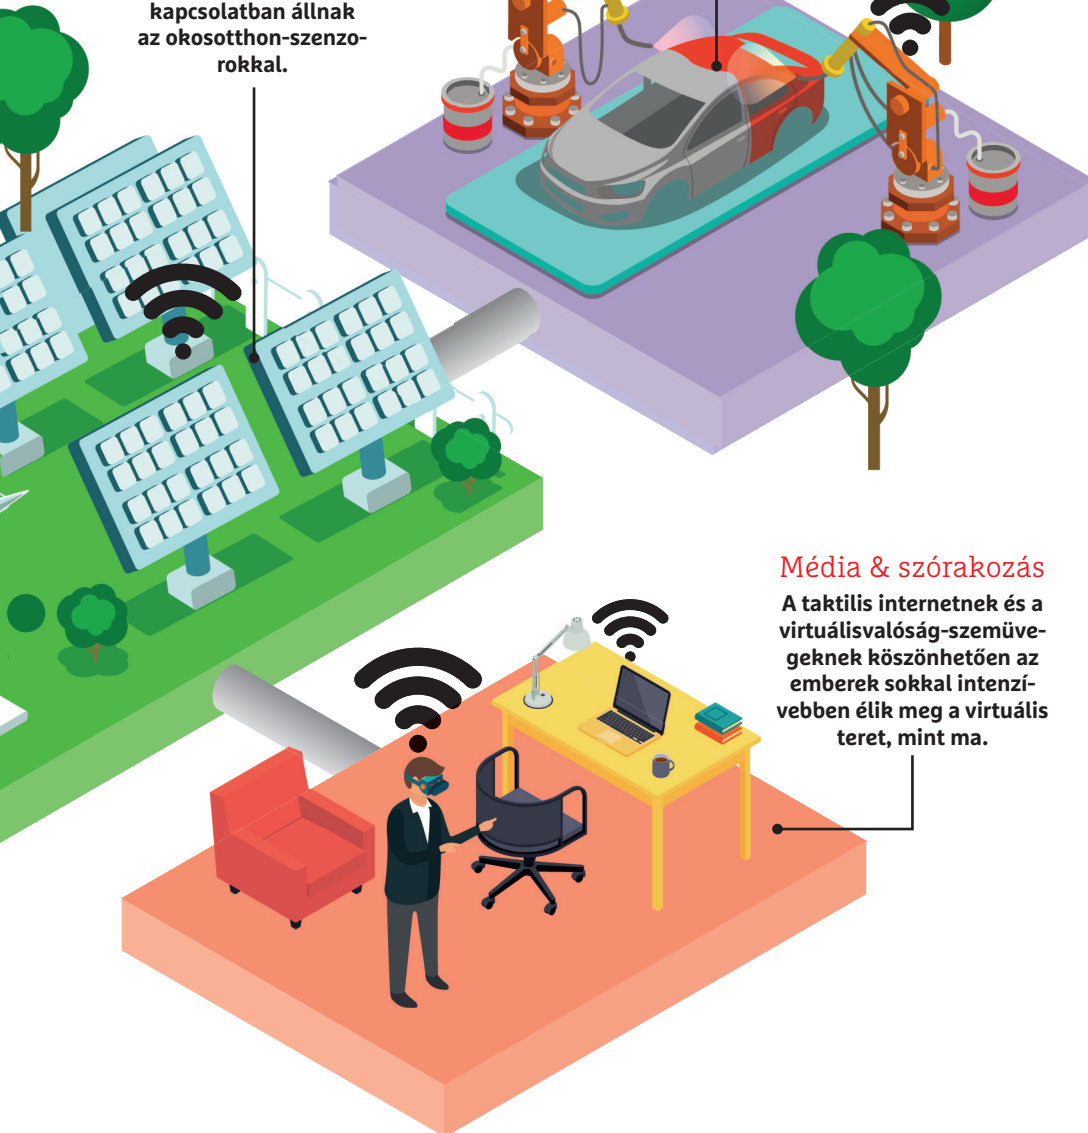 kapcsolatban állnak
az okosotthon-szenzo-
rokkal.
Média & szórakozás
A taktilis internetnek és a
virtuálisvalóság-szemüve-
geknek köszönhetően az
emberek sokkal intenzí-
vebben élik meg a virtuális
teret, mint ma.